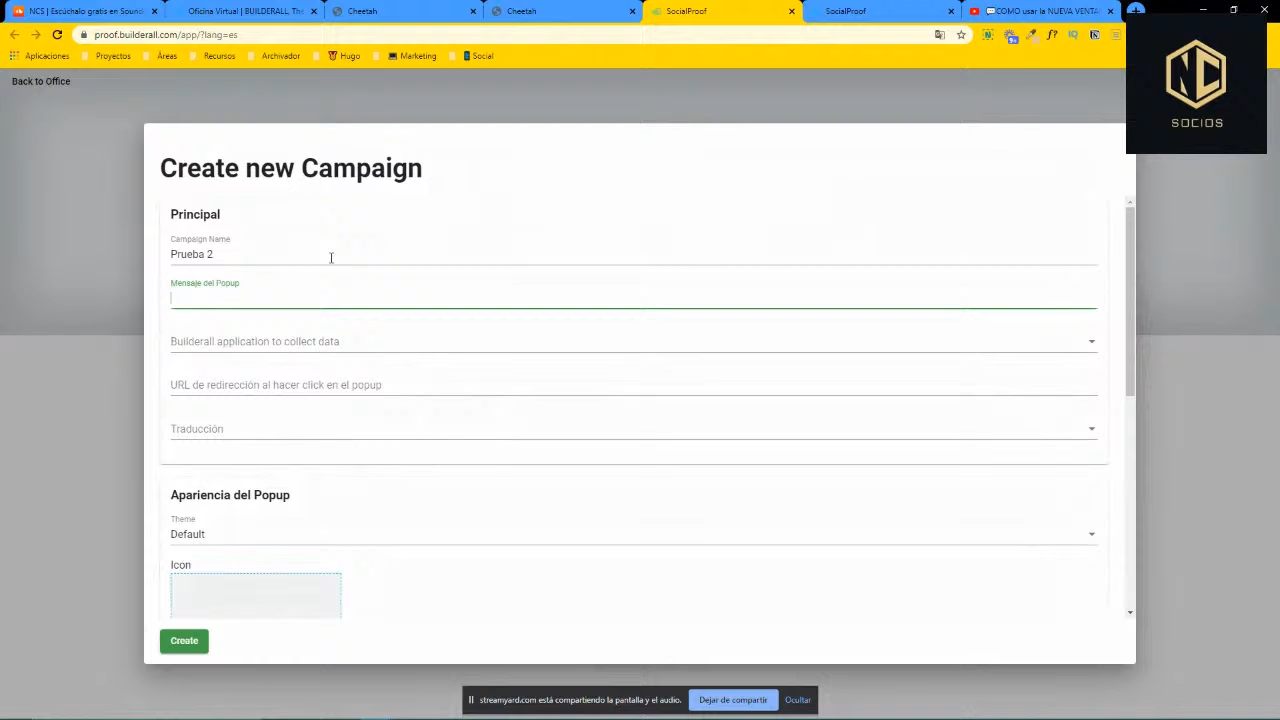 NCS | Escúchalo gratis en Sound
Oficina Virtual | BUILDERALL, The
Cheetah
Cheetah
SocialProof
SocialProof
COMO usar la NUEVA VENTA
proof.builderall.com/app/?lang=es
Aplicaciones
Proyectos
Áreas
Recursos
Archivador
Hugo
Marketing
Social
Back to Office
NC
SOCIOS
Create new Campaign
Principal
Campaign Name
Prueba 2
Mensaje del Popup
Builderall application to collect data
URL de redirección al hacer click en el popup
Traducción
Apariencia del Popup
Theme
Default
Icon
Create
streamyard.com está compartiendo la pantalla y el audio.
Dejar de compartir
Ocultar